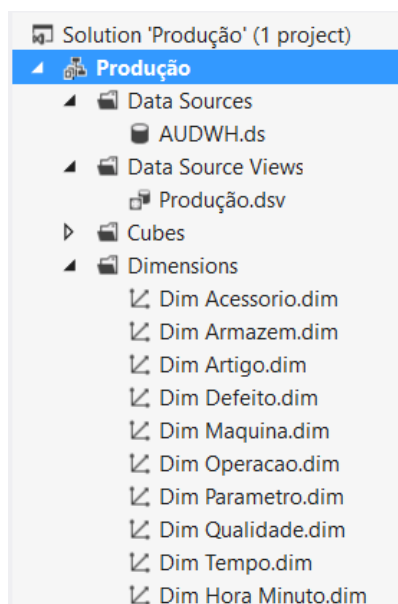 Solution 'Produção' (1 project)
Produção
Data Sources
AUDWH.ds
Data Source Views
Produção.dsv
Cubes
Dimensions
Dim Acessorio.dim
Dim Armazem.dim
Dim Artigo.dim
Dim Defeito.dim
Dim Maquina.dim
Dim Operacao.dim
Dim Parametro.dim
Dim Qualidade.dim
Dim Tempo.dim
Dim Hora Minuto.dim